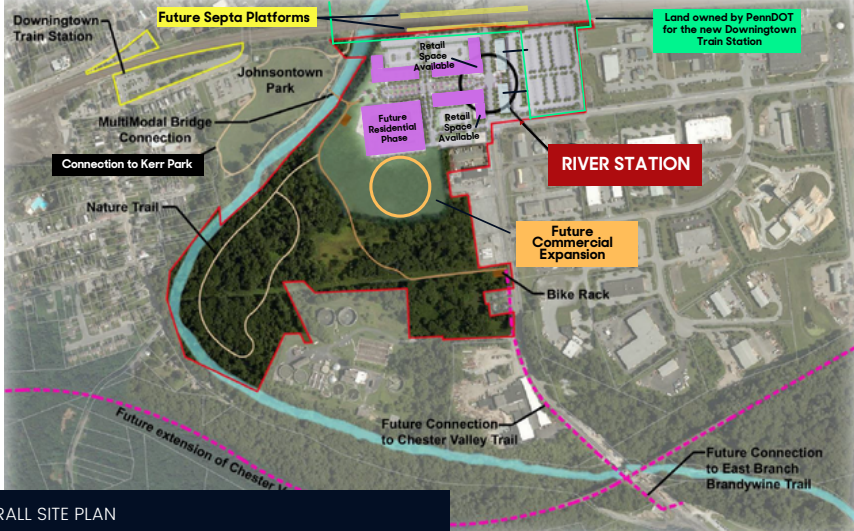 Downingtown
Train Station
Future Septa Platforms
Land owned by PennDOT
for the new Downingtown
Train Station
Retail
Space
Available
Johnsontown
Park
MultiModal Bridge
Connection
Future
Residential
Phase
Retail
Space
Available
Connection to Kerr Park
RIVER STATION
Nature Trail
Future
Commercial
Expansion
Bike Rack
Future Connection
to Chester Valley Trail
Future extension of Chester
Future Connection
to East Branch
Brandywine Trail
SITE PLAN